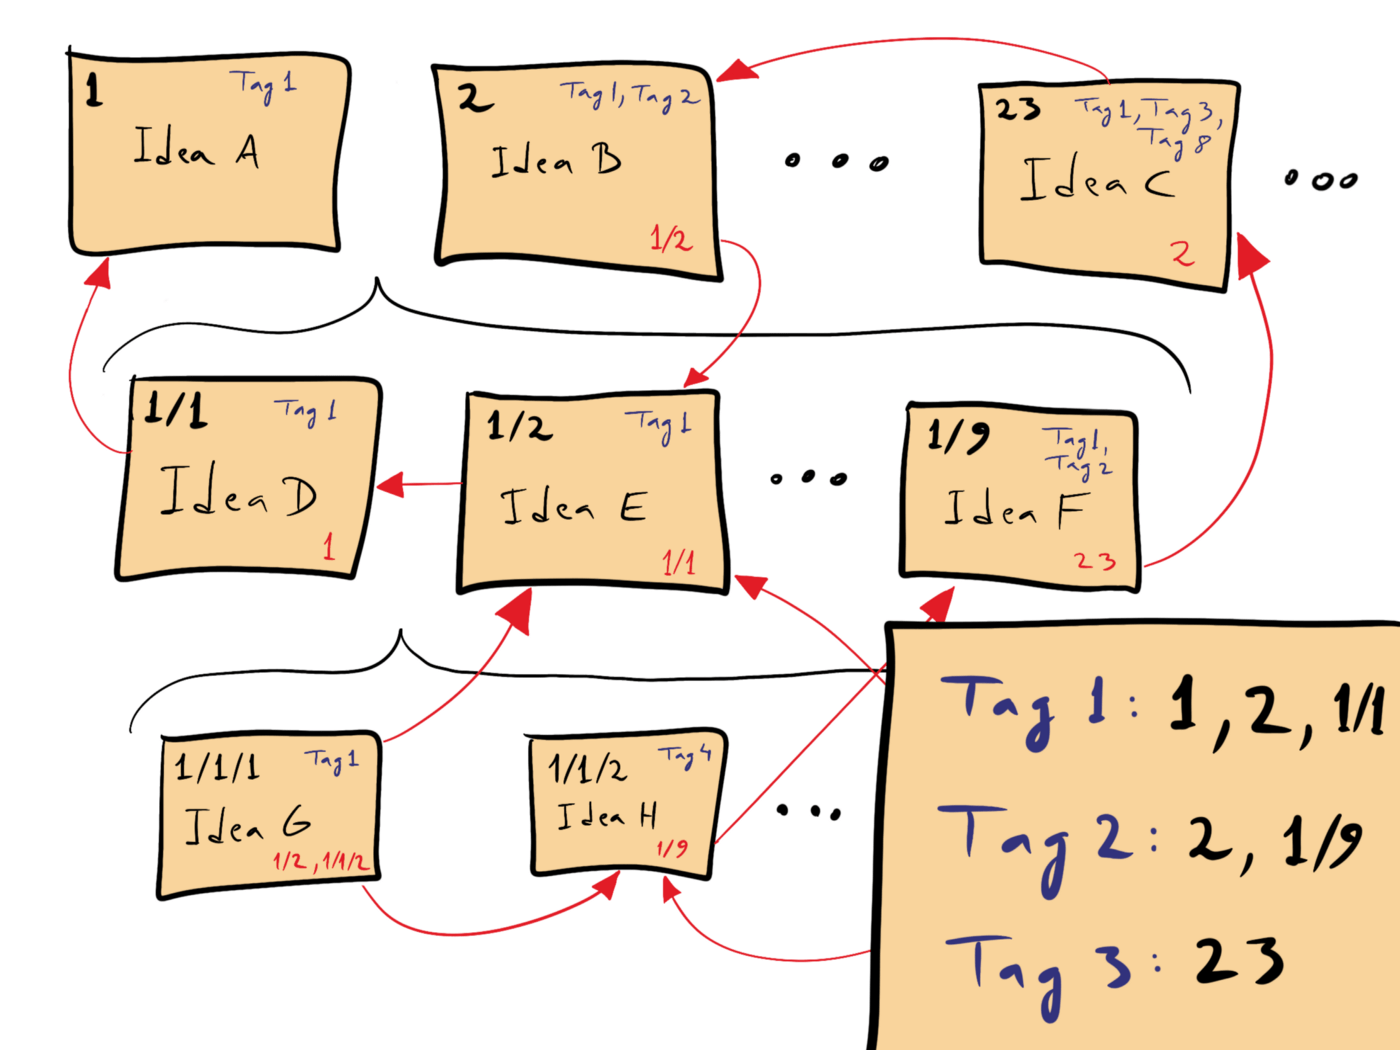 1 Tag 1
Idea A
2 Tag 1, Tag 2
Idea B
1/2
23 Tag 1, Tag 3,
Tag 8
Idea C
2
1/1 Tag 1
Idea D
1
1/2 Tag 1
Idea E
1/1
1/9 Tag 1,
Tag 2
Idea F
23
1/1/1 Tag 1
Idea G
1/2, 1/1/2
1/1/2 Tag 4
Idea H
1/9
Tag 1: 1, 2, 1/1
Tag 2: 2, 1/9
Tag 3: 23